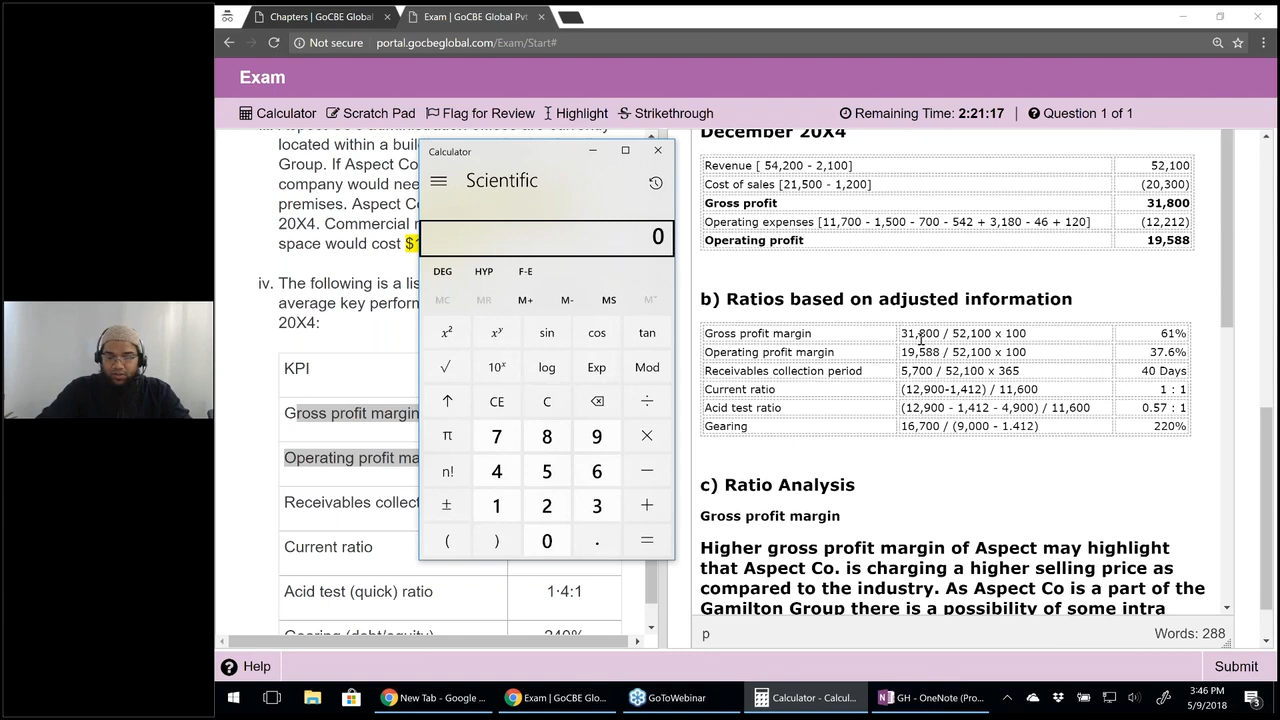 Chapters | GoCBE Global
Exam | GoCBE Global Pvt
Not secure | portal.gocbeglobal.com/Exam/Start#
Exam
Calculator
Scratch Pad
Flag for Review
Highlight
Strikethrough
Remaining Time: 2:21:17
Question 1 of 1
located within a buil
Group. If Aspect Co
company would nee
premises. Aspect C
20X4. Commercial r
space would cost $1
iv. The following is a lis
average key perform
20X4:
KPI
Gross profit margin
Operating profit ma
Receivables collect
Current ratio
Acid test (quick) ratio 1·4:1
Gearing (debt/equity) 240%
Calculator
Scientific
0
DEG HYP F-E
MC MR M+ M- MS M˅
x² xʸ sin cos tan
√ 10ˣ log Exp Mod
↑ CE C ⌫ ÷
π 7 8 9 ×
n! 4 5 6 −
± 1 2 3 +
( ) 0 . =
December 20X4
Revenue [ 54,200 - 2,100] 52,100
Cost of sales [21,500 - 1,200] (20,300)
Gross profit 31,800
Operating expenses [11,700 - 1,500 - 700 - 542 + 3,180 - 46 + 120] (12,212)
Operating profit 19,588
b) Ratios based on adjusted information
Gross profit margin 31,800 / 52,100 x 100 61%
Operating profit margin 19,588 / 52,100 x 100 37.6%
Receivables collection period 5,700 / 52,100 x 365 40 Days
Current ratio (12,900-1,412) / 11,600 1 : 1
Acid test ratio (12,900 - 1,412 - 4,900) / 11,600 0.57 : 1
Gearing 16,700 / (9,000 - 1.412) 220%
c) Ratio Analysis
Gross profit margin
Higher gross profit margin of Aspect may highlight
that Aspect Co. is charging a higher selling price as
compared to the industry. As Aspect Co is a part of the
Gamilton Group there is a possibility of some intra
p
Words: 288
Help
Submit
New Tab - Google ...
Exam | GoCBE Glo...
GoToWebinar
Calculator - Calcul...
GH - OneNote (Pro...
3:46 PM
5/9/2018
3